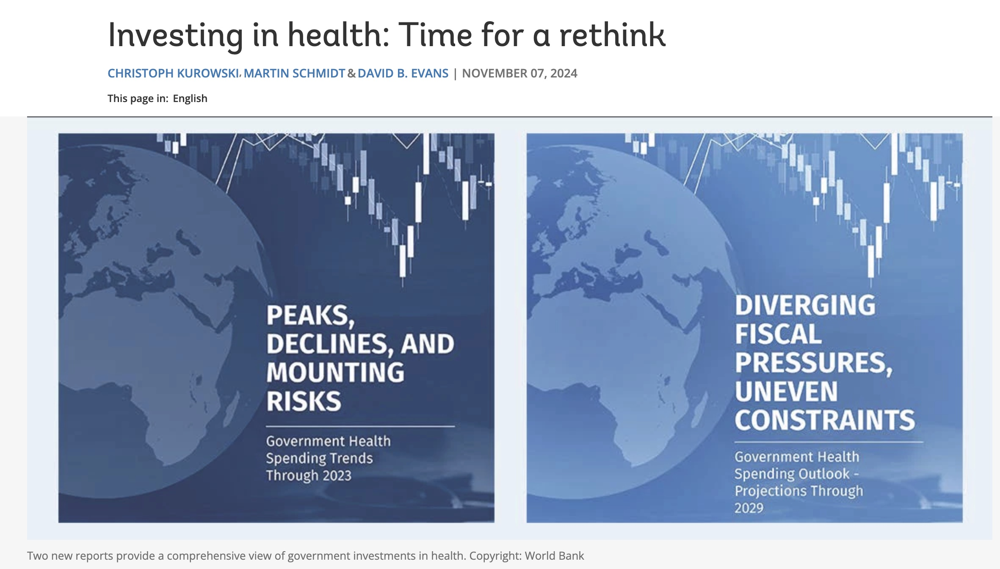 Investing in health: Time for a rethink
CHRISTOPH KUROWSKI, MARTIN SCHMIDT & DAVID B. EVANS | NOVEMBER 07, 2024
This page in: English
PEAKS,
DECLINES, AND
MOUNTING
RISKS
Government Health
Spending Trends
Through 2023
DIVERGING
FISCAL
PRESSURES,
UNEVEN
CONSTRAINTS
Government Health
Spending Outlook -
Projections Through
2029
Two new reports provide a comprehensive view of government investments in health. Copyright: World Bank